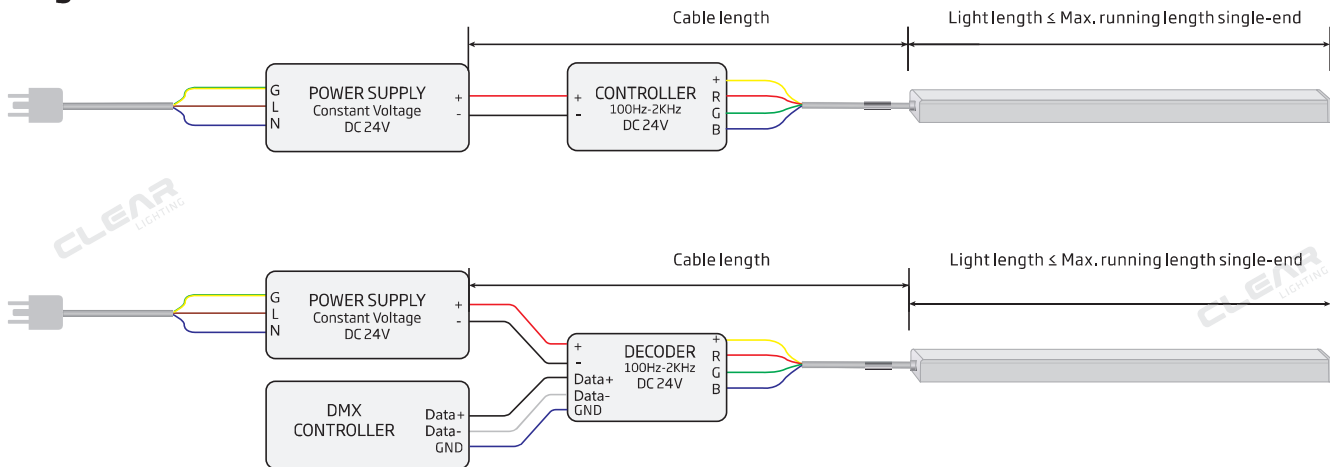 Cable length
Light length ≤ Max. running length single-end
G
L
N
POWER SUPPLY
Constant Voltage
DC 24V
+
-
+
-
CONTROLLER
100Hz-2KHz
DC 24V
+
R
G
B
CLEAR
LIGHTING
Cable length
Light length ≤ Max. running length single-end
G
L
N
POWER SUPPLY
Constant Voltage
DC 24V
+
-
+
-
Data+
Data-
GND
DECODER
100Hz-2KHz
DC 24V
+
R
G
B
DMX
CONTROLLER
Data+
Data-
GND
CLEAR
LIGHTING